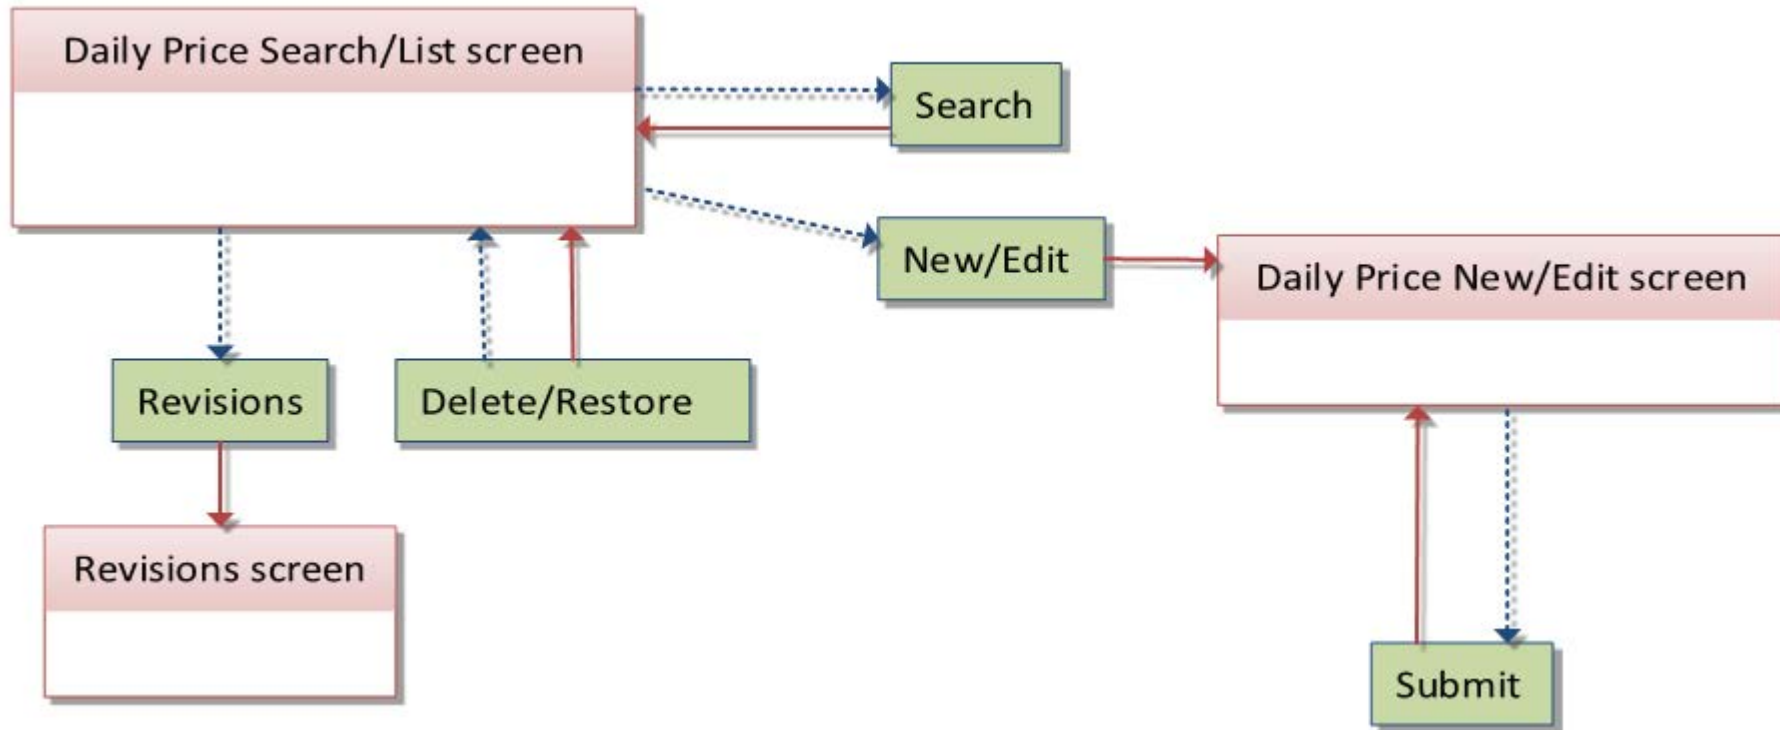 Daily Price Search/List screen
Search
New/Edit
Daily Price New/Edit screen
Revisions
Delete/Restore
Revisions screen
Submit